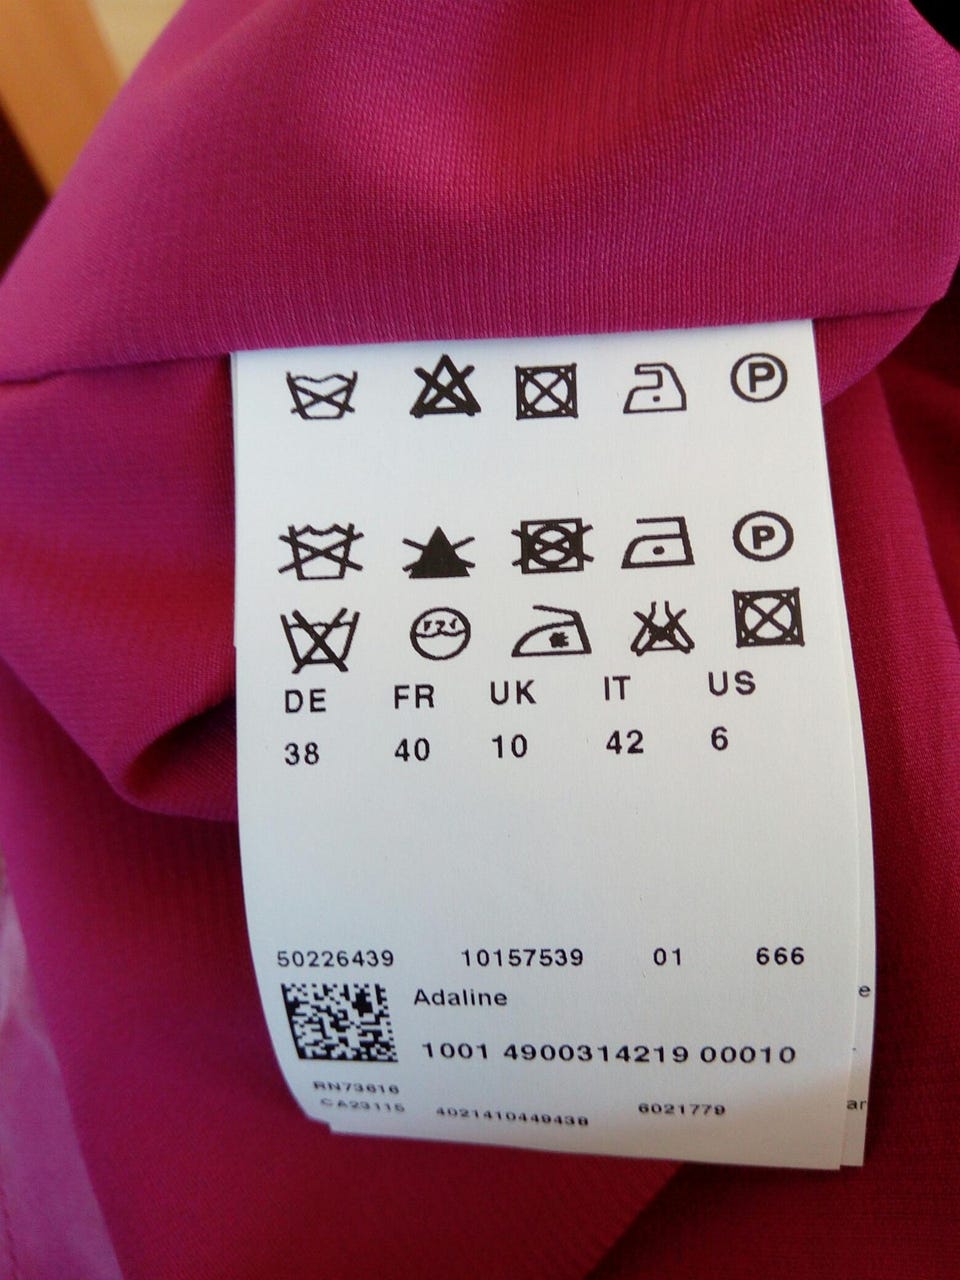 P
P
DE FR UK IT US
38 40 10 42 6
50226439 10157539 01 666
Adaline
1001 4900314219 00010
RN73616
CA23115 4021410449438 6021779
e
ar